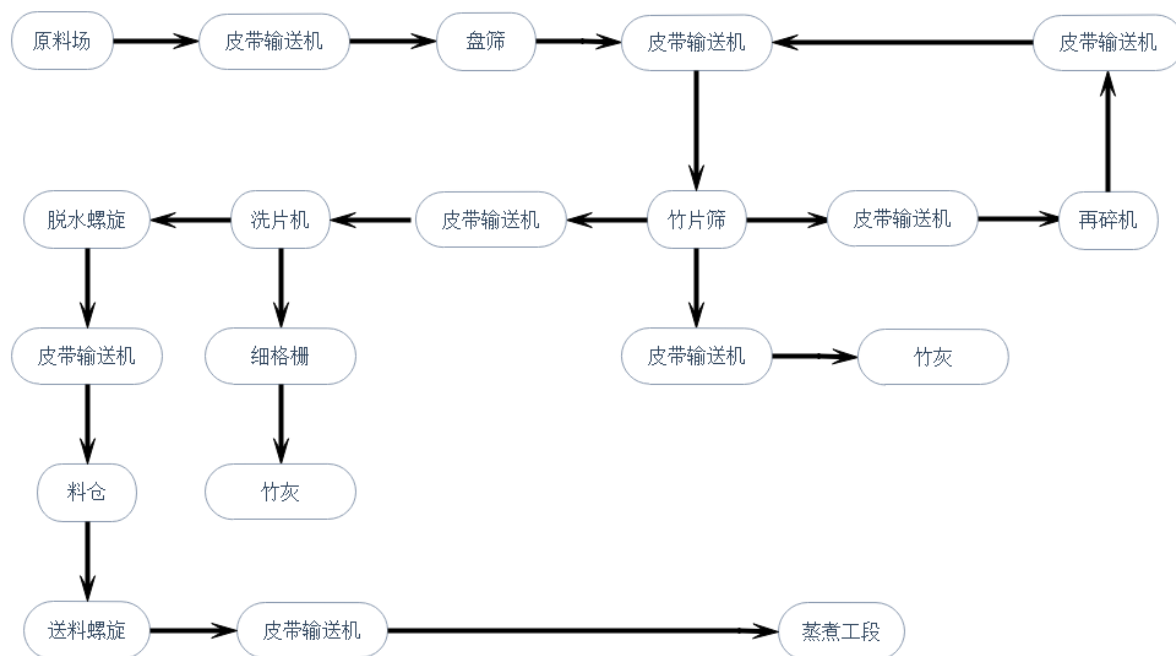 原料场
皮带输送机
盘筛
皮带输送机
皮带输送机
脱水螺旋
洗片机
皮带输送机
竹片筛
皮带输送机
再碎机
皮带输送机
细格栅
皮带输送机
竹灰
料仓
竹灰
送料螺旋
皮带输送机
蒸煮工段